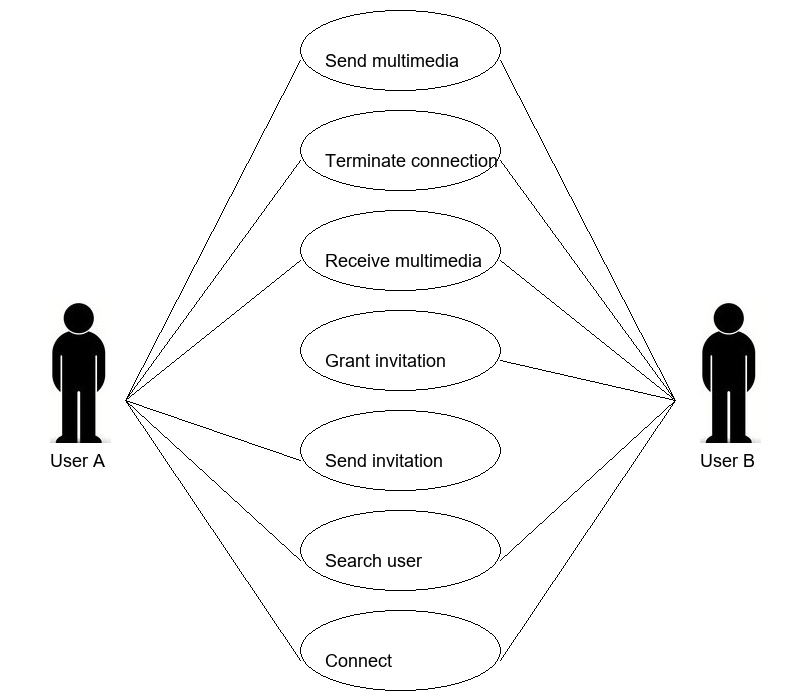 Send multimedia
Terminate connection
Receive multimedia
Grant invitation
Send invitation
User A
User B
Search user
Connect